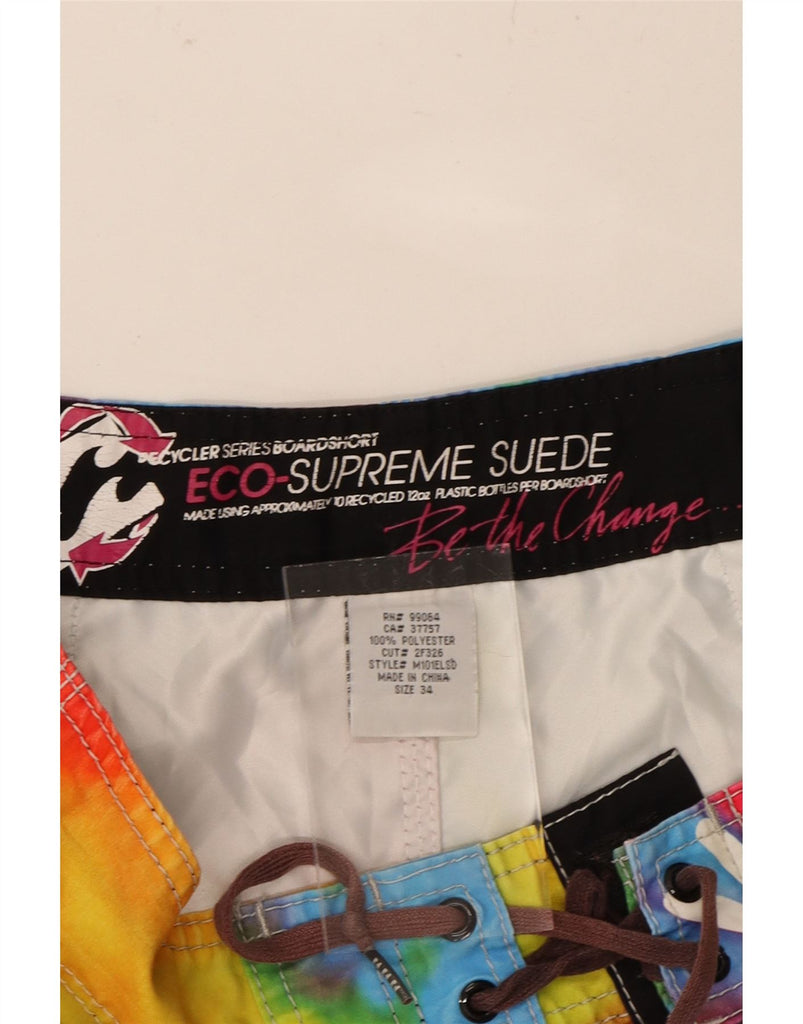 RECYCLER SERIES BOARDSHORT
ECO-SUPREME SUEDE
MADE USING APPROXIMATELY 10 RECYCLED 12oz PLASTIC BOTTLES PER BOARDSHORT
Be the Change...
RN# 99064
CA# 37757
100% POLYESTER
CUT# 2F326
STYLE# M101ELSD
MADE IN CHINA
SIZE 34